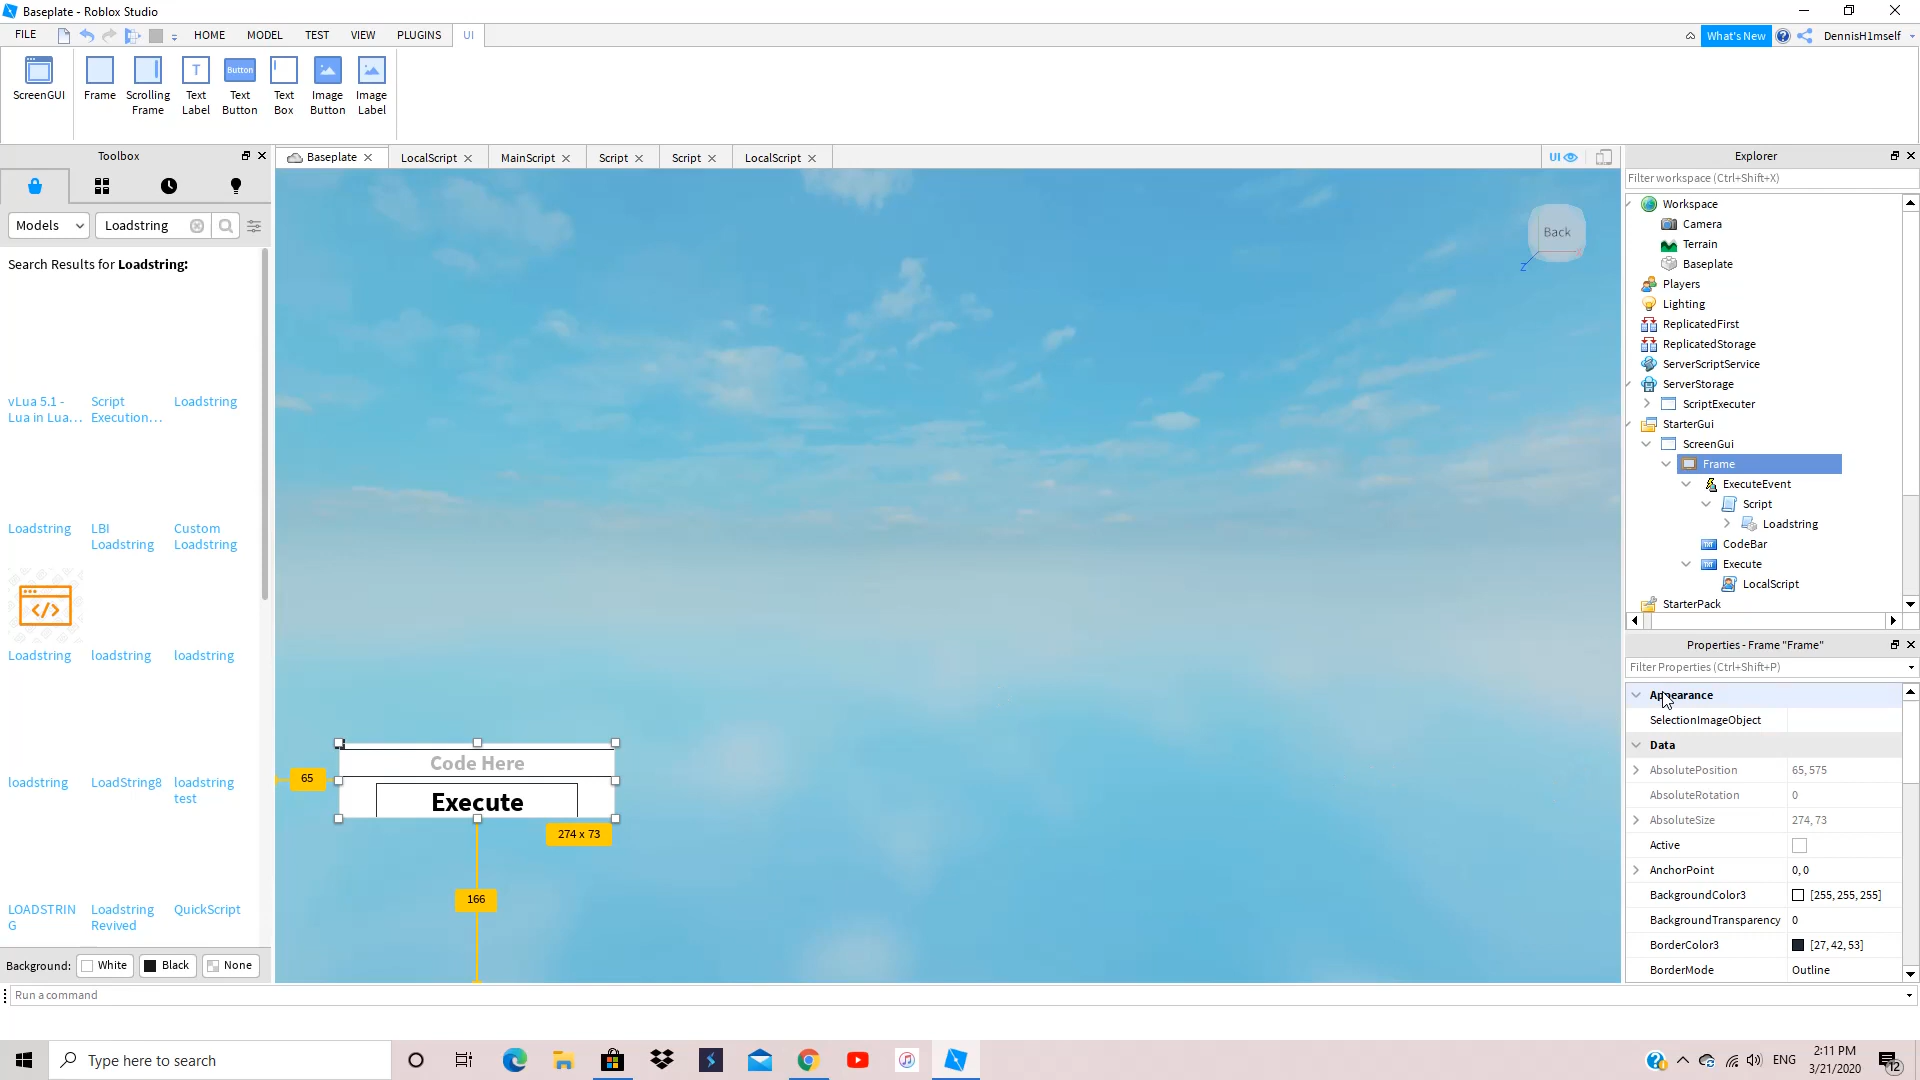 Baseplate - Roblox Studio
FILE
HOME
MODEL
TEST
VIEW
PLUGINS
UI
What's New
DennisH1mself
ScreenGUI
Frame
Scrolling
Frame
Text
Label
Button
Text
Button
Text
Box
Image
Button
Image
Label
Toolbox
Models
Loadstring
Search Results for Loadstring:
vLua 5.1 -
Lua in Lua...
Script
Execution...
Loadstring
Loadstring
LBI
Loadstring
Custom
Loadstring
Loadstring
loadstring
loadstring
loadstring
LoadString8
loadstring
test
LOADSTRIN
G
Loadstring
Revived
QuickScript
Background:
White
Black
None
Baseplate
LocalScript
MainScript
Script
Script
LocalScript
UI
Back
Z
Code Here
Execute
65
274 x 73
166
Explorer
Filter workspace (Ctrl+Shift+X)
Workspace
Camera
Terrain
Baseplate
Players
Lighting
ReplicatedFirst
ReplicatedStorage
ServerScriptService
ServerStorage
ScriptExecuter
StarterGui
ScreenGui
Frame
ExecuteEvent
Script
Loadstring
CodeBar
Execute
LocalScript
StarterPack
Properties - Frame "Frame"
Filter Properties (Ctrl+Shift+P)
Appearance
SelectionImageObject
Data
AbsolutePosition 65, 575
AbsoluteRotation 0
AbsoluteSize 274, 73
Active
AnchorPoint 0, 0
BackgroundColor3 [255, 255, 255]
BackgroundTransparency 0
BorderColor3 [27, 42, 53]
BorderMode Outline
Run a command
Type here to search
ENG
2:11 PM
3/21/2020
12